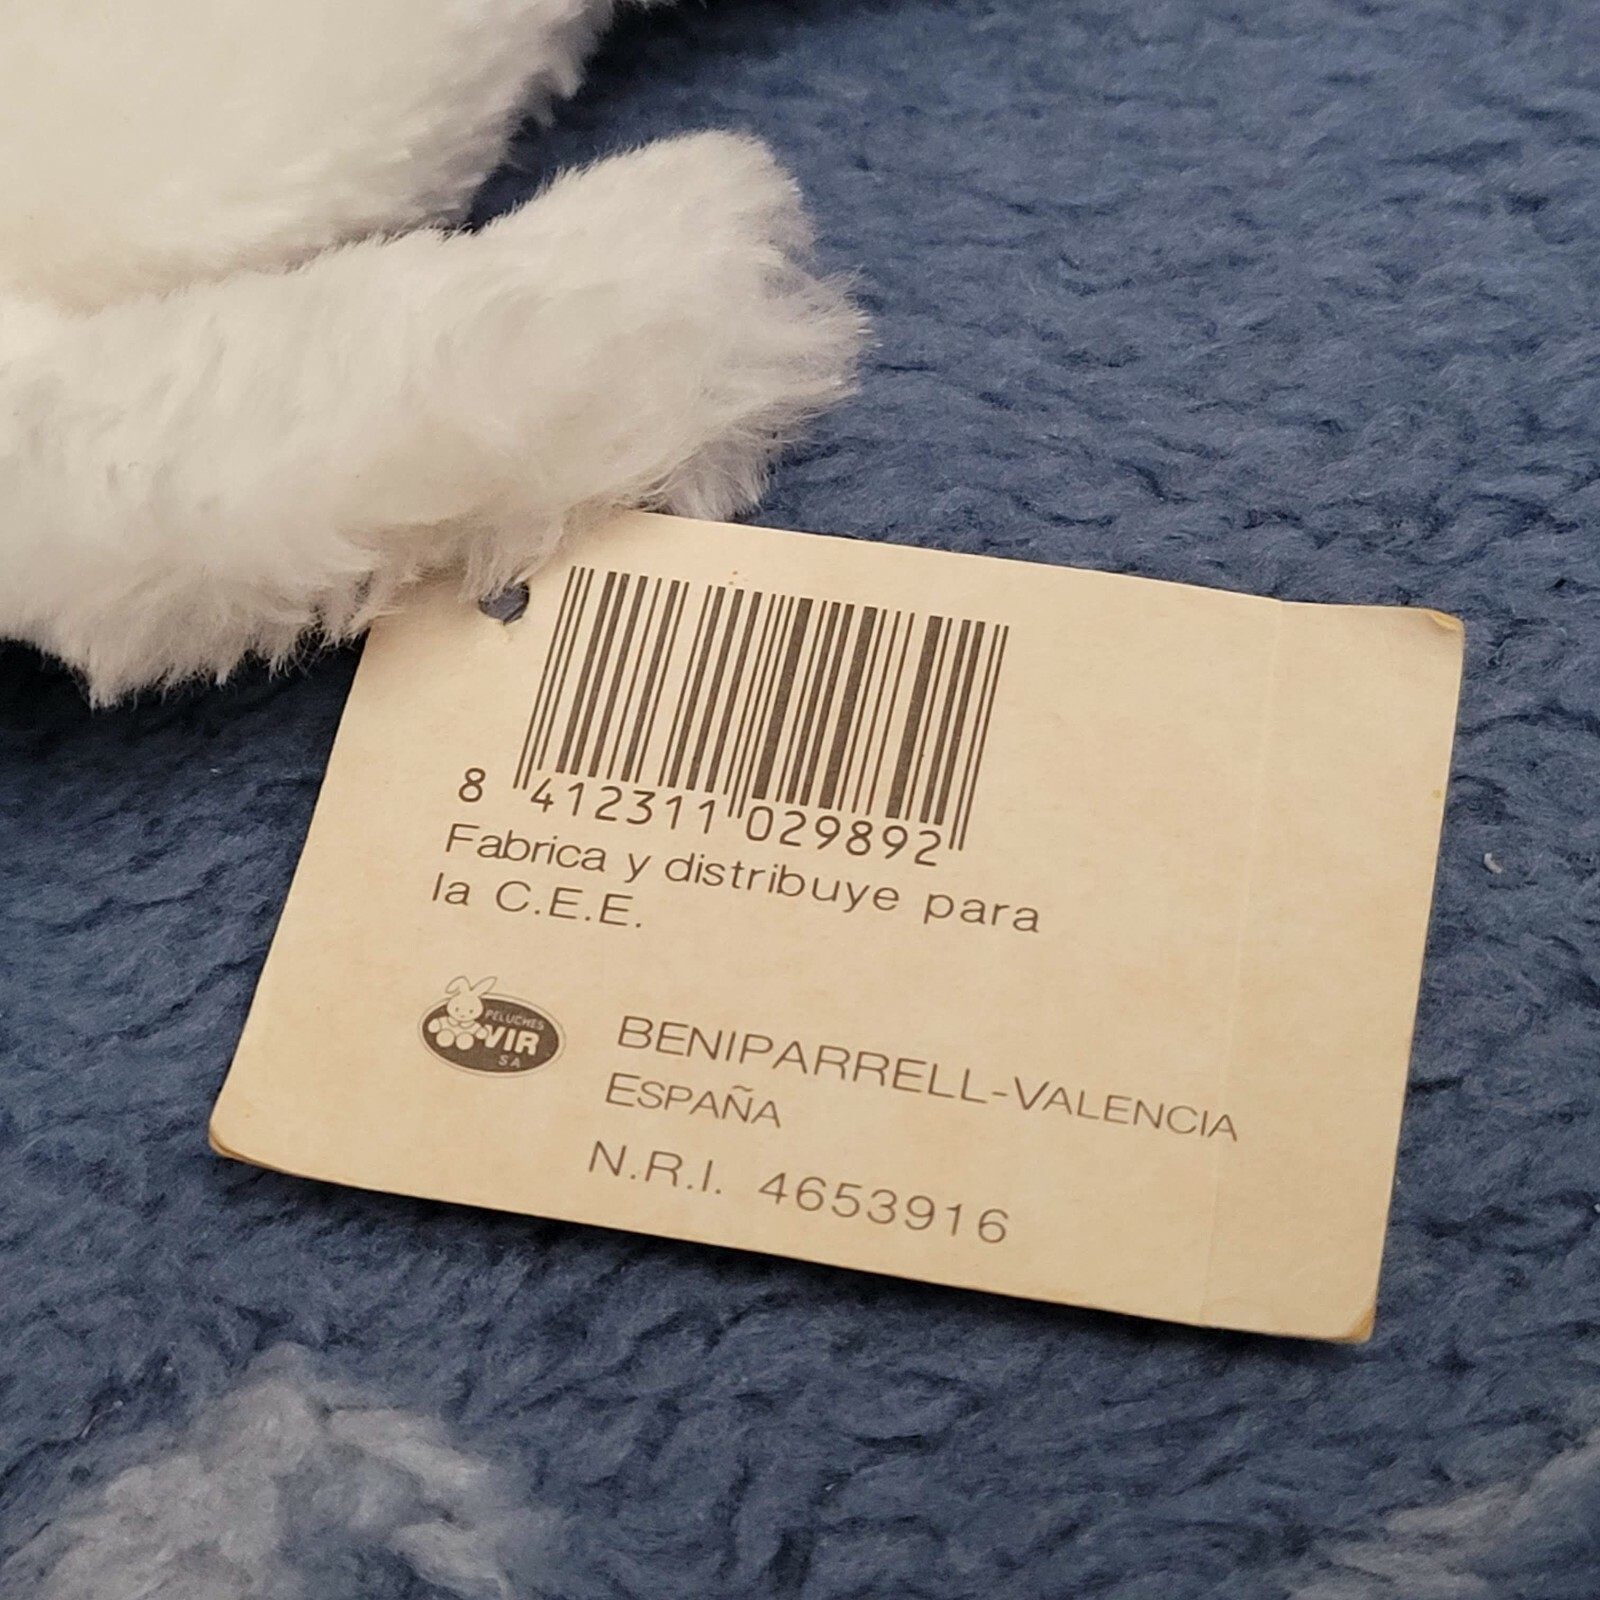 8 412311 029892
Fabrica y distribuye para
la C.E.E.
PELUCHES
VIR
S A
BENIPARRELL-VALENCIA
ESPAÑA
N.R.I. 4653916